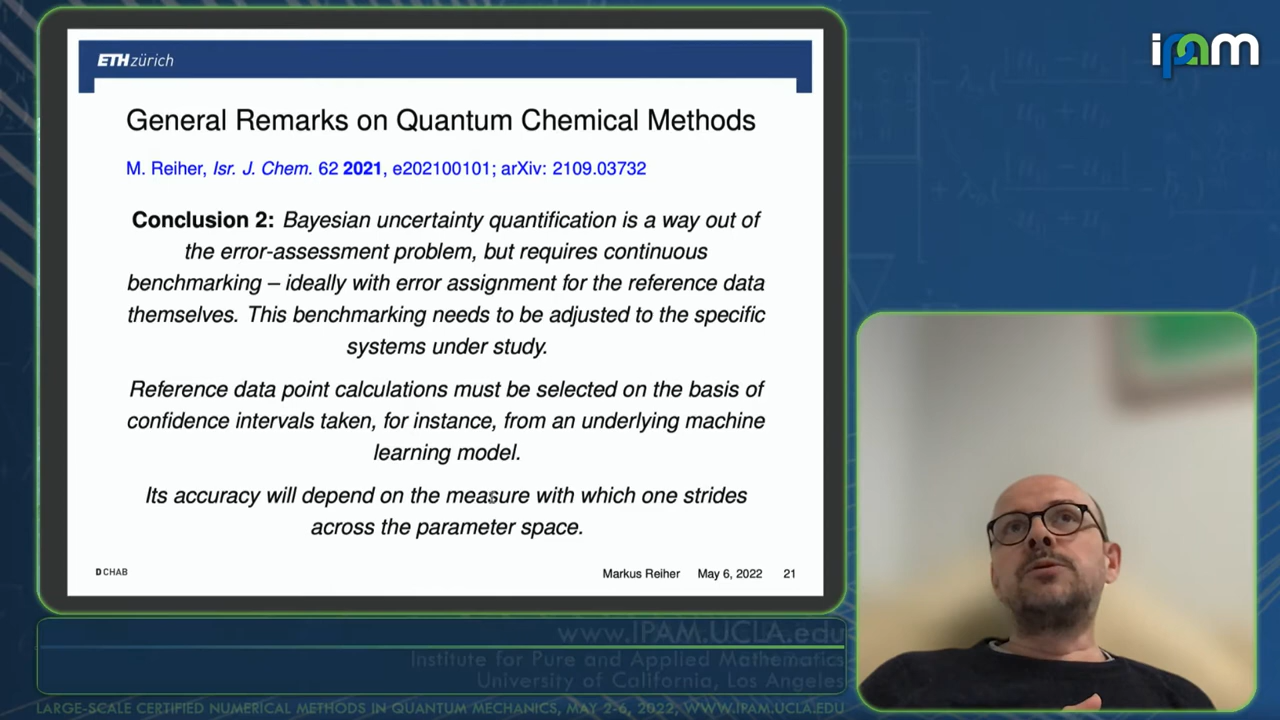 ETH zürich
ipam
General Remarks on Quantum Chemical Methods
M. Reiher, Isr. J. Chem. 62 2021, e202100101; arXiv: 2109.03732
Conclusion 2: Bayesian uncertainty quantification is a way out of
the error-assessment problem, but requires continuous
benchmarking – ideally with error assignment for the reference data
themselves. This benchmarking needs to be adjusted to the specific
systems under study.
Reference data point calculations must be selected on the basis of
confidence intervals taken, for instance, from an underlying machine
learning model.
Its accuracy will depend on the measure with which one strides
across the parameter space.
D CHAB
Markus Reiher May 6, 2022 21
www.IPAM.UCLA.edu
Institute for Pure and Applied Mathematics
University of California, Los Angeles
LARGE-SCALE CERTIFIED NUMERICAL METHODS IN QUANTUM MECHANICS, MAY 2-6, 2022, WWW.IPAM.UCLA.EDU